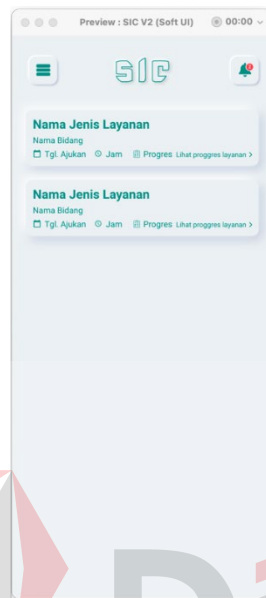 Preview : SIC V2 (Soft UI) 00:00
SIC
Nama Jenis Layanan
Nama Bidang
Tgl. Ajukan Jam Progres Lihat proggres layanan >
Nama Jenis Layanan
Nama Bidang
Tgl. Ajukan Jam Progres Lihat proggres layanan >